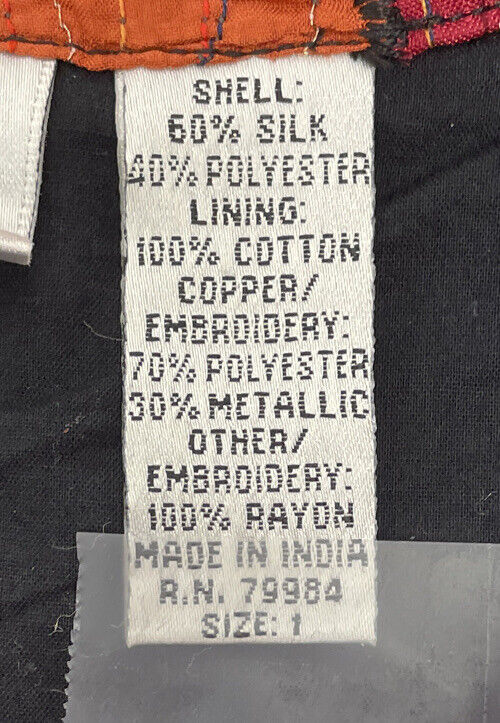 SHELL:
60% SILK
40% POLYESTER
LINING:
100% COTTON
COPPER/
EMBROIDERY:
70% POLYESTER
30% METALLIC
OTHER/
EMBROIDERY:
100% RAYON
MADE IN INDIA
R.N. 79984
SIZE: 1